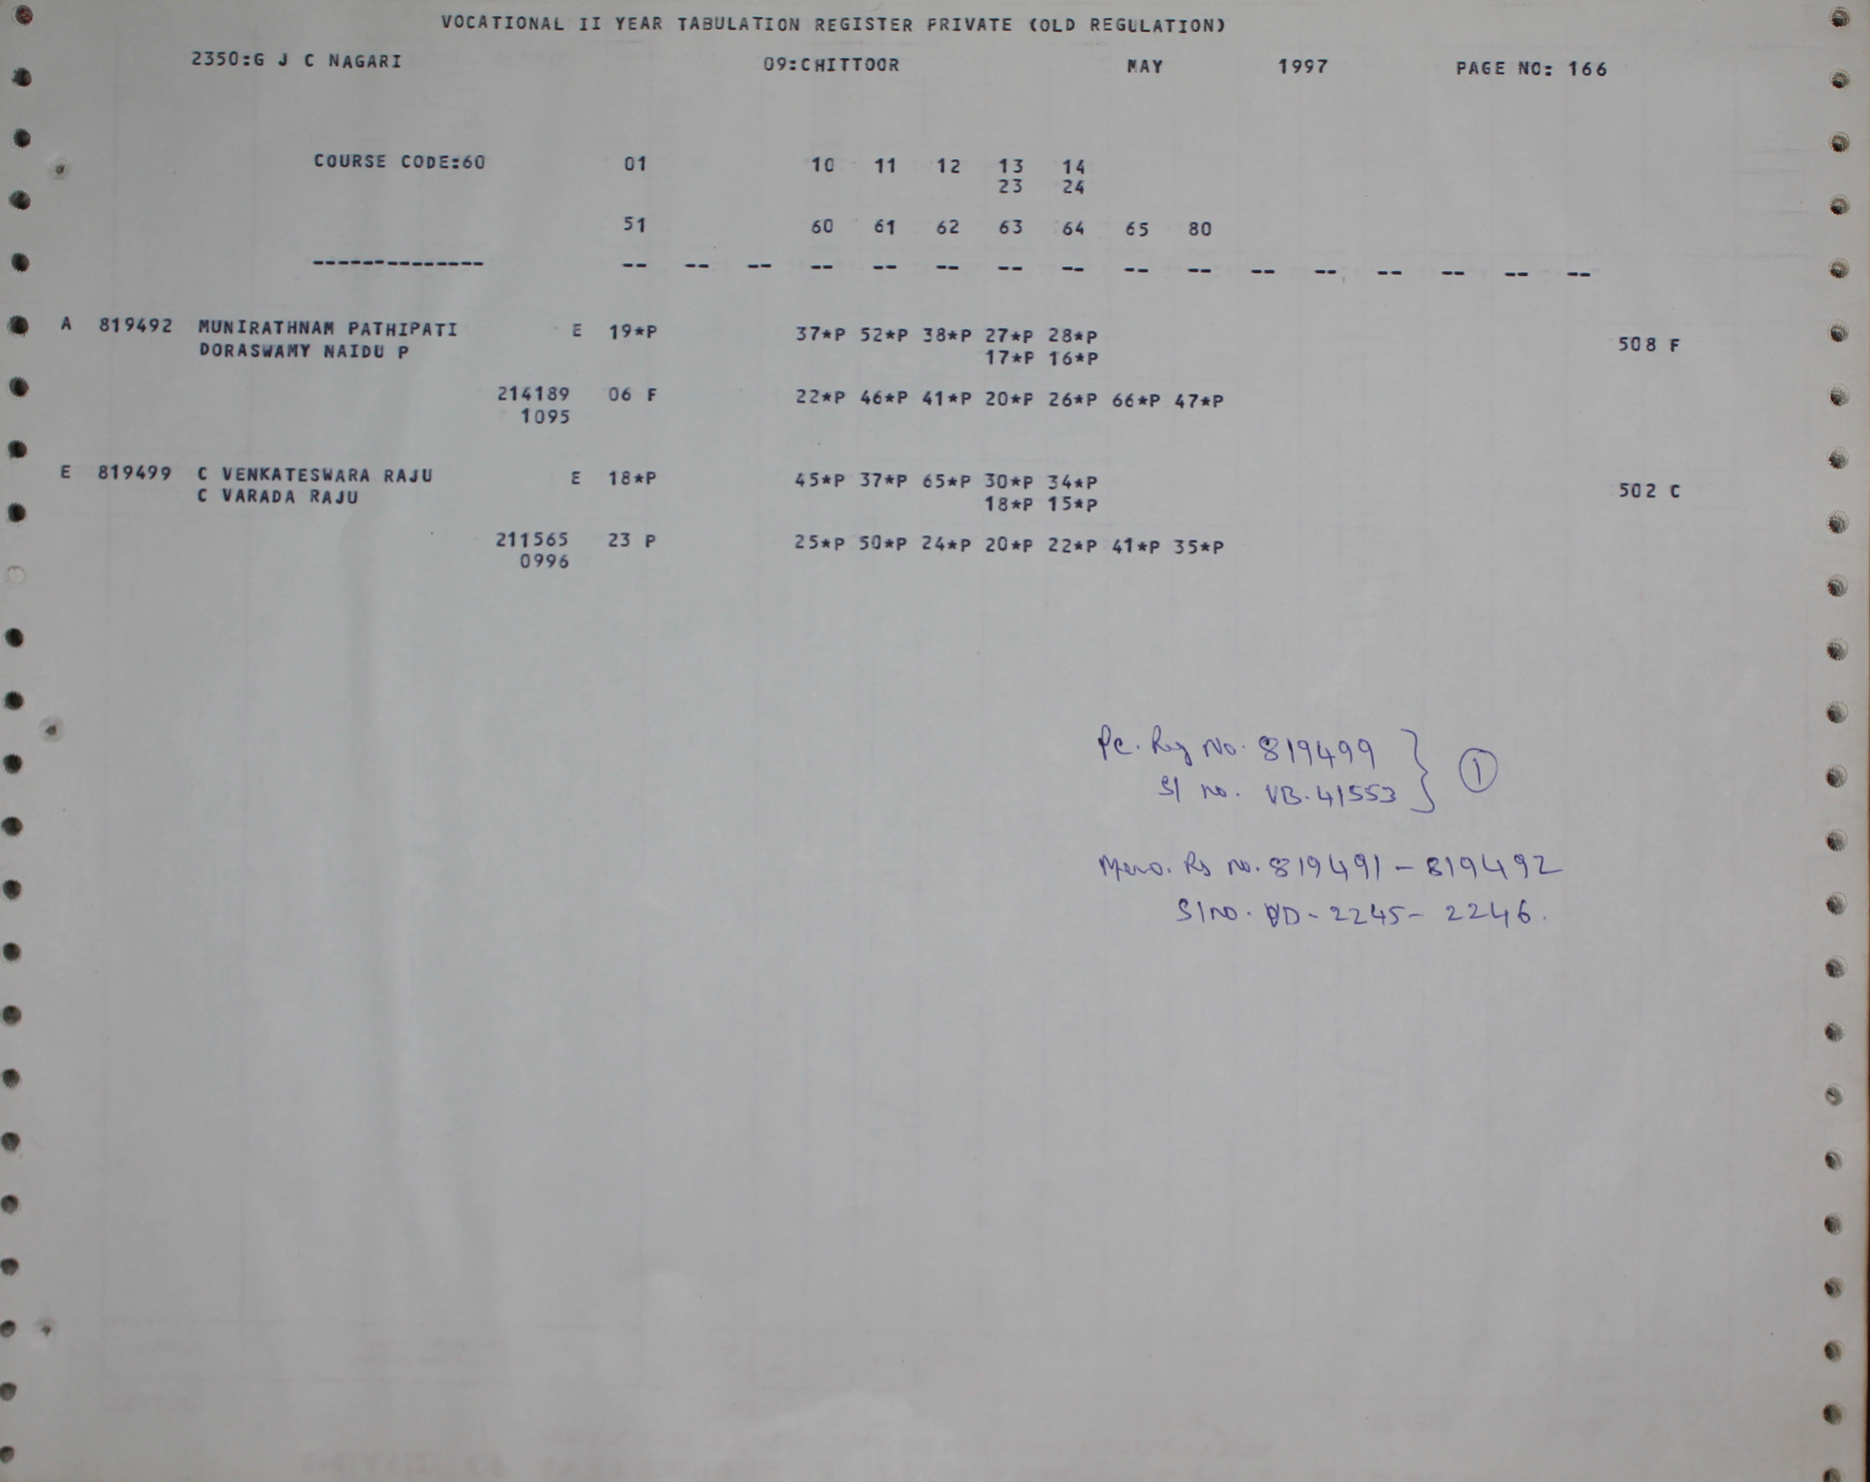 VOCATIONAL II YEAR TABULATION REGISTER PRIVATE (OLD REGULATION)
2350:G J C NAGARI 09:CHITTOOR MAY 1997 PAGE NO: 166
COURSE CODE:60 01 10 11 12 13 14
23 24
51 60 61 62 63 64 65 80
-------------- -- -- -- -- -- -- -- -- -- -- -- -- -- -- -- --
A 819492 MUNIRATHNAM PATHIPATI E 19*P 37*P 52*P 38*P 27*P 28*P
DORASWAMY NAIDU P 17*P 16*P 508 F
214189 06 F 22*P 46*P 41*P 20*P 26*P 66*P 47*P
1095
E 819499 C VENKATESWARA RAJU E 18*P 45*P 37*P 65*P 30*P 34*P
C VARADA RAJU 18*P 15*P 502 C
211565 23 P 25*P 50*P 24*P 20*P 22*P 41*P 35*P
0996
Pc. Reg No. 819499 } 1
Sl no. VB.41553
Memo. Rg no. 819491 - 819492
Sl no. VD - 2245 - 2246.